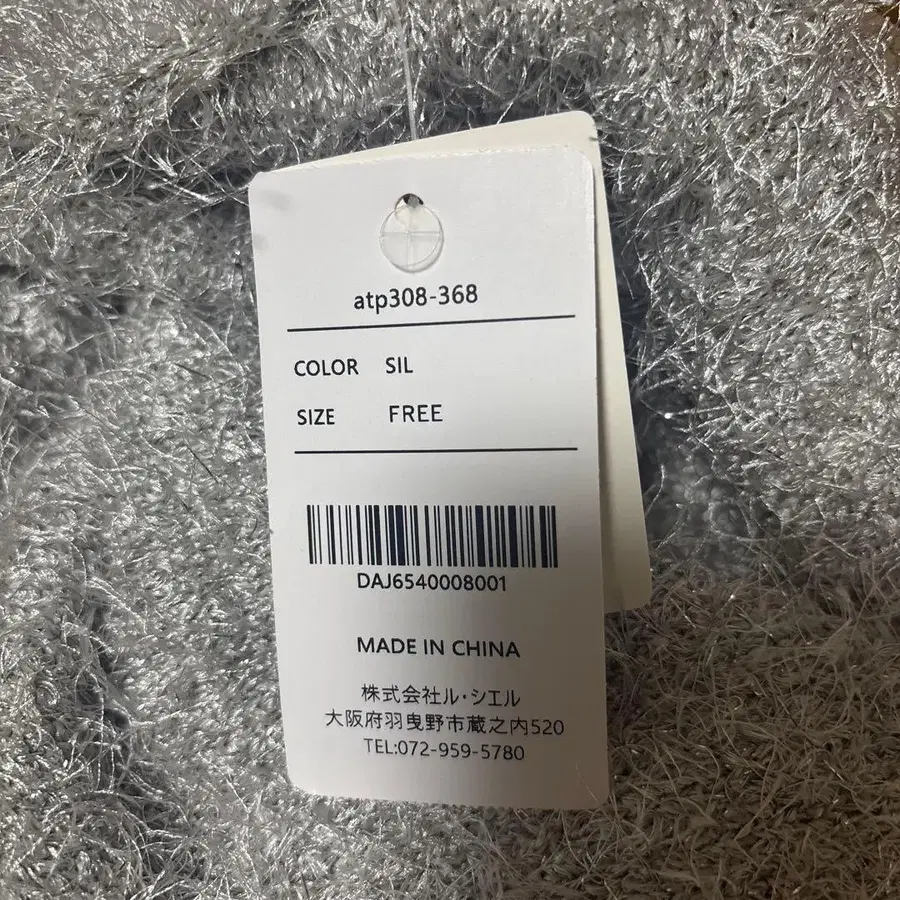 atp308-368
COLOR SIL
SIZE FREE
DAJ6540008001
MADE IN CHINA
株式会社ル・シエル
大阪府羽曳野市蔵之内520
TEL:072-959-5780